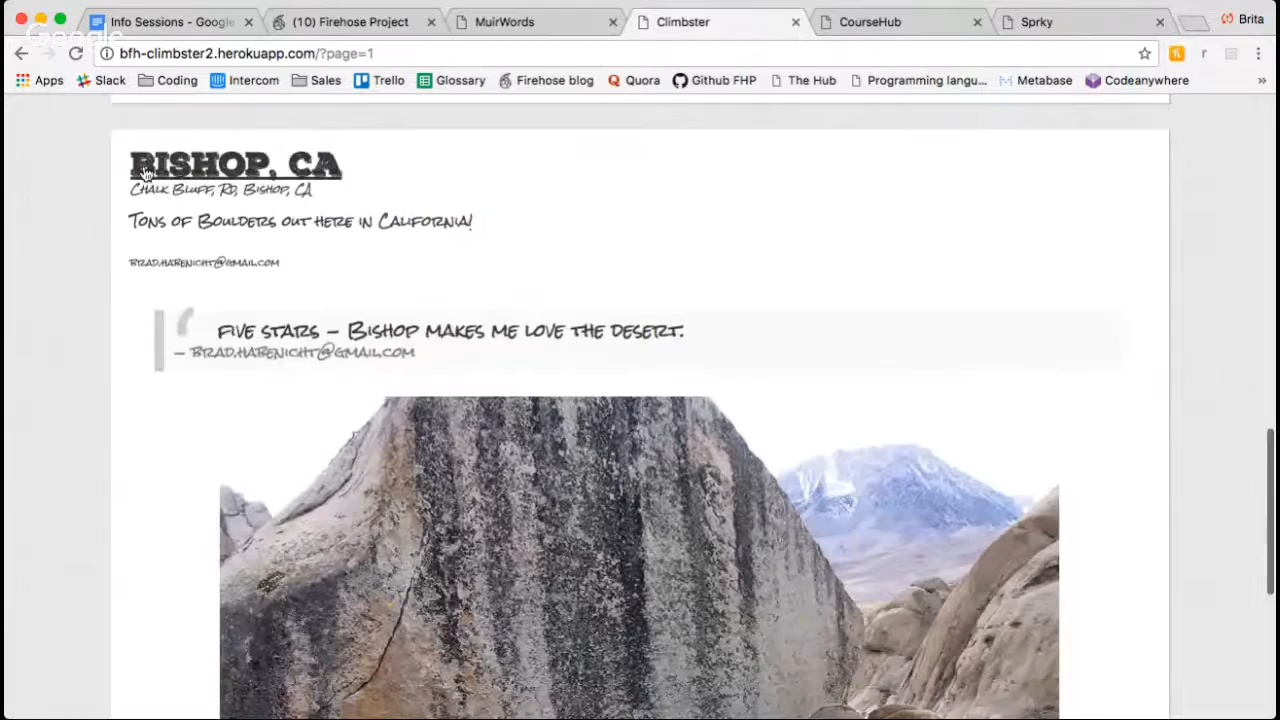 Info Sessions - Google
(10) Firehose Project
MuirWords
Climbster
CourseHub
Sprky
Brita
Google
bfh-climbster2.herokuapp.com/?page=1
Apps
Slack
Coding
Intercom
Sales
Trello
Glossary
Firehose blog
Quora
Github FHP
The Hub
Programming langu...
Metabase
Codeanywhere
»
BISHOP, CA
Chalk Bluff, Rd, Bishop, CA
Tons of Boulders out here in California!
brad.habenicht@gmail.com
five stars – Bishop makes me love the desert.
– brad.habenicht@gmail.com